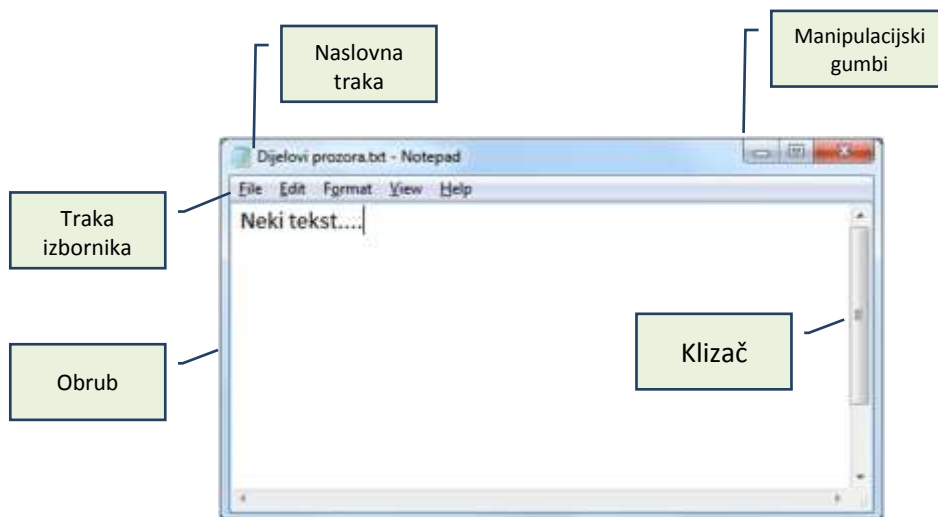 Naslovna
traka
Manipulacijski
gumbi
Dijelovi prozora.txt - Notepad
File Edit Format View Help
Neki tekst....
Traka
izbornika
Klizač
Obrub